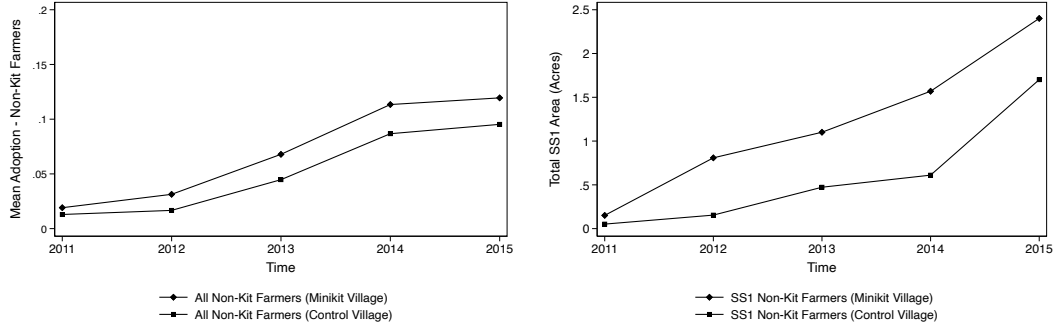 Mean Adoption - Non-Kit Farmers
.2
.15
.1
.05
0
2011 2012 2013 2014 2015
Time
All Non-Kit Farmers (Minikit Village)
All Non-Kit Farmers (Control Village)
Total SS1 Area (Acres)
2.5
2
1.5
1
.5
0
2011 2012 2013 2014 2015
Time
SS1 Non-Kit Farmers (Minikit Village)
SS1 Non-Kit Farmers (Control Village)